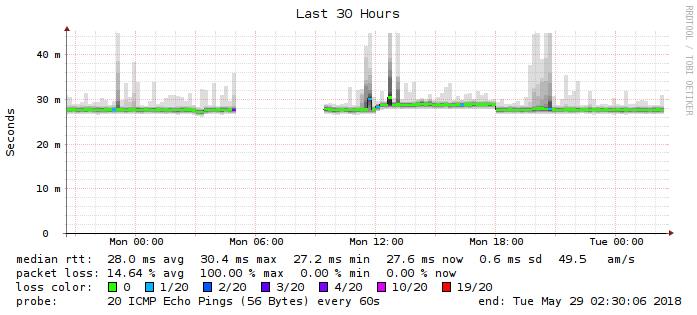 Last 30 Hours
RRDTOOL / TOBI OETIKER
Seconds
40 m
30 m
20 m
10 m
0
Mon 00:00 Mon 06:00 Mon 12:00 Mon 18:00 Tue 00:00
median rtt: 28.0 ms avg 30.4 ms max 27.2 ms min 27.6 ms now 0.6 ms sd 49.5 am/s
packet loss: 14.64 % avg 100.00 % max 0.00 % min 0.00 % now
loss color: 0 1/20 2/20 3/20 4/20 10/20 19/20
probe: 20 ICMP Echo Pings (56 Bytes) every 60s end: Tue May 29 02:30:06 2018